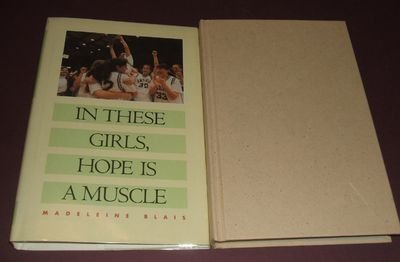 IN THESE
GIRLS,
HOPE IS
A MUSCLE
MADELEINE BLAIS